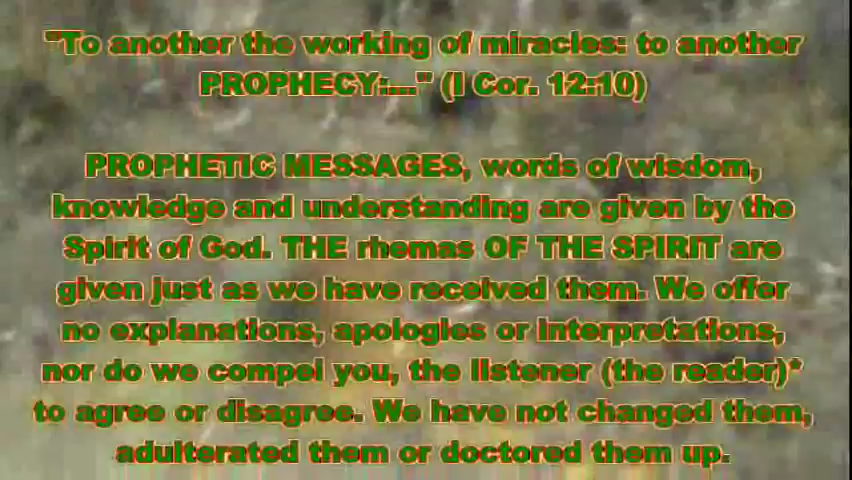 "To another the working of miracles: to another
PROPHECY:..." (I Cor. 12:10)
PROPHETIC MESSAGES, words of wisdom,
knowledge and understanding are given by the
Spirit of God. THE rhemas OF THE SPIRIT are
given just as we have received them. We offer
no explanations, apologies or interpretations,
nor do we compel you, the listener (the reader)*
to agree or disagree. We have not changed them,
adulterated them or doctored them up.